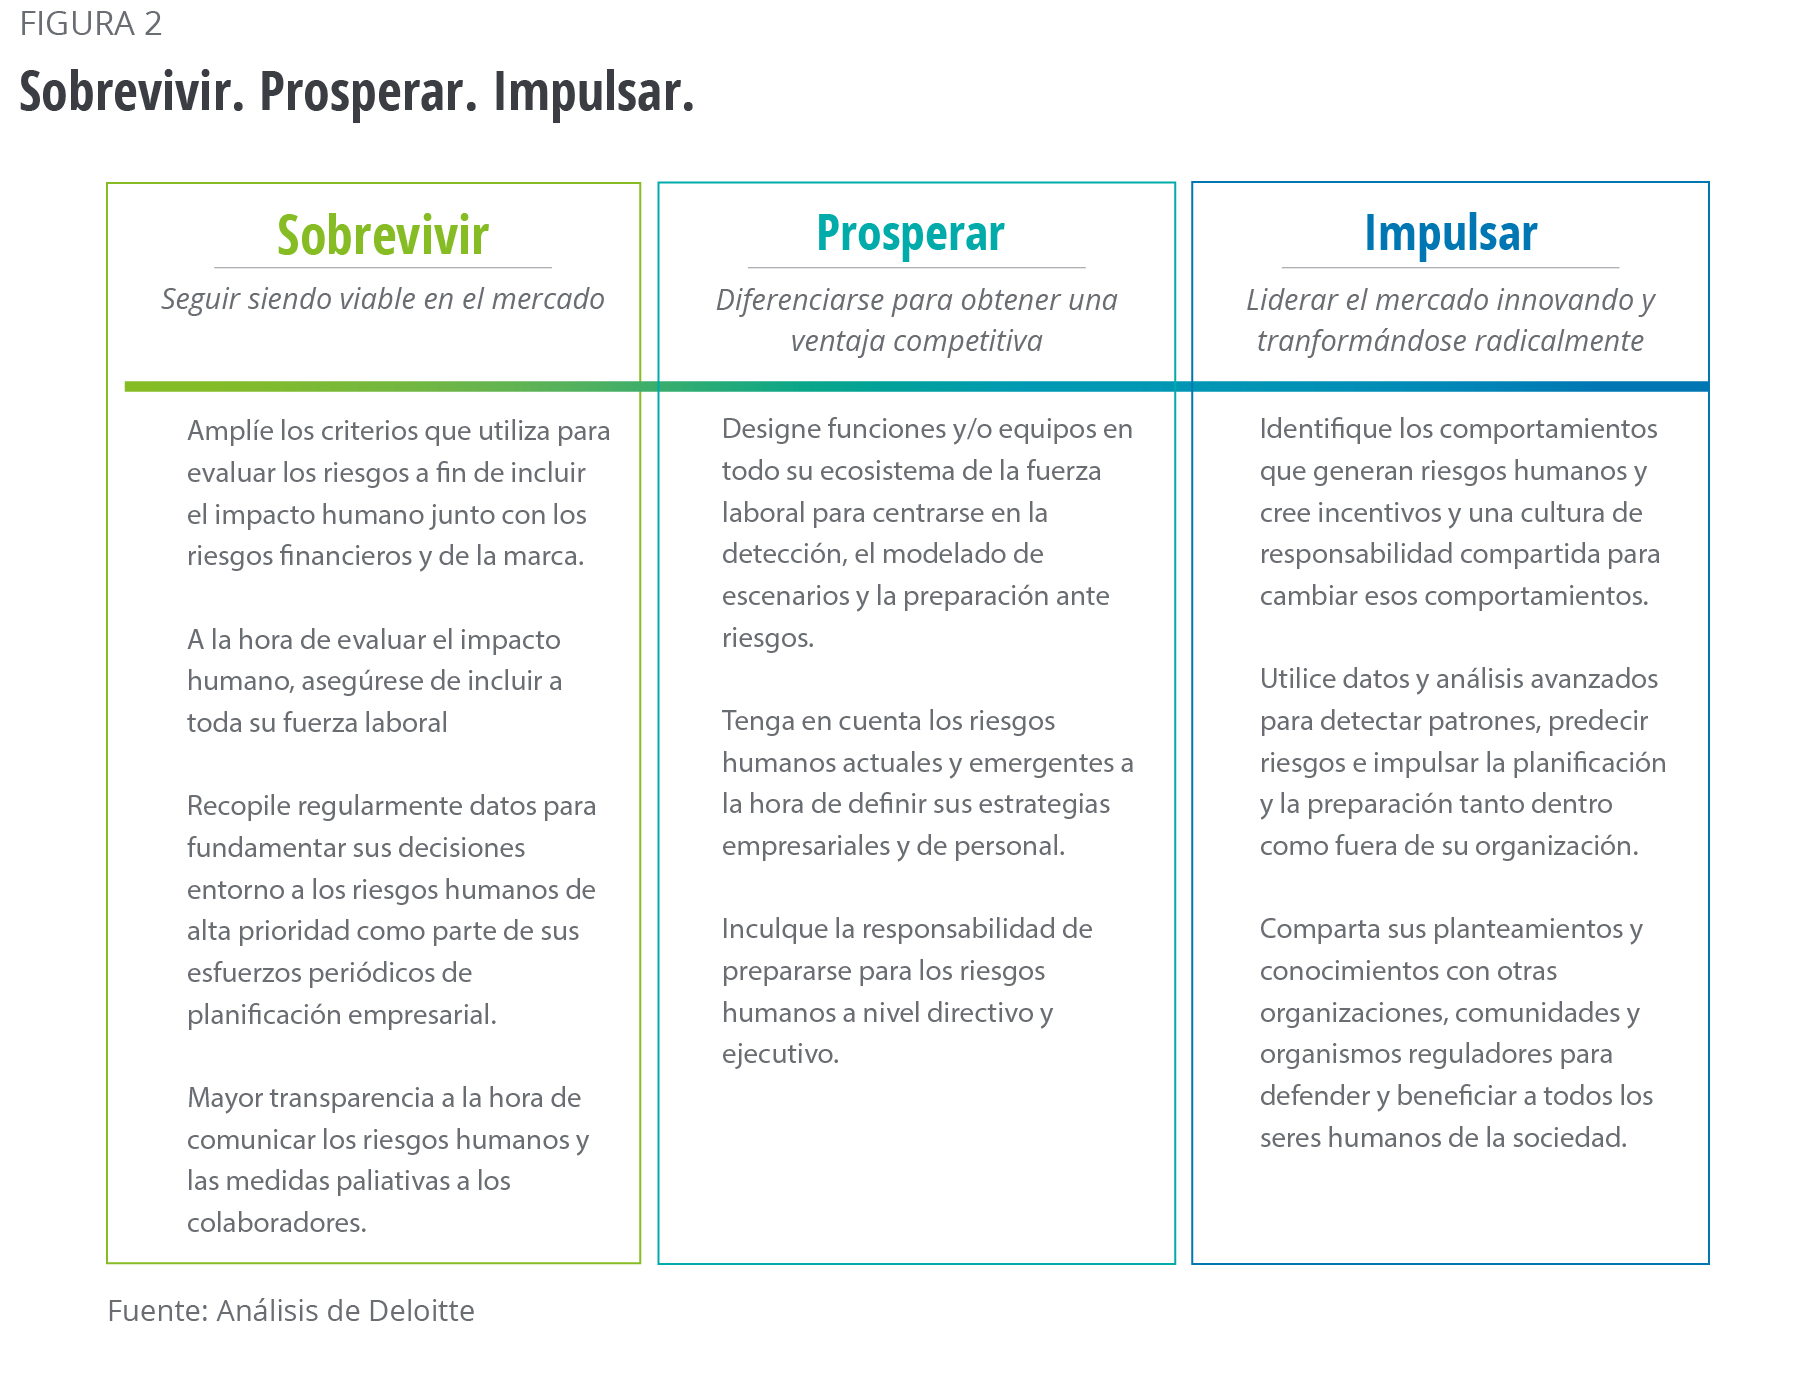 FIGURA 2
Sobrevivir. Prosperar. Impulsar.
Sobrevivir
Seguir siendo viable en el mercado
Amplíe los criterios que utiliza para
evaluar los riesgos a fin de incluir
el impacto humano junto con los
riesgos financieros y de la marca.
A la hora de evaluar el impacto
humano, asegúrese de incluir a
toda su fuerza laboral
Recopile regularmente datos para
fundamentar sus decisiones
entorno a los riesgos humanos de
alta prioridad como parte de sus
esfuerzos periódicos de
planificación empresarial.
Mayor transparencia a la hora de
comunicar los riesgos humanos y
las medidas paliativas a los
colaboradores.
Prosperar
Diferenciarse para obtener una
ventaja competitiva
Designe funciones y/o equipos en
todo su ecosistema de la fuerza
laboral para centrarse en la
detección, el modelado de
escenarios y la preparación ante
riesgos.
Tenga en cuenta los riesgos
humanos actuales y emergentes a
la hora de definir sus estrategias
empresariales y de personal.
Inculque la responsabilidad de
prepararse para los riesgos
humanos a nivel directivo y
ejecutivo.
Impulsar
Liderar el mercado innovando y
tranformándose radicalmente
Identifique los comportamientos
que generan riesgos humanos y
cree incentivos y una cultura de
responsabilidad compartida para
cambiar esos comportamientos.
Utilice datos y análisis avanzados
para detectar patrones, predecir
riesgos e impulsar la planificación
y la preparación tanto dentro
como fuera de su organización.
Comparta sus planteamientos y
conocimientos con otras
organizaciones, comunidades y
organismos reguladores para
defender y beneficiar a todos los
seres humanos de la sociedad.
Fuente: Análisis de Deloitte